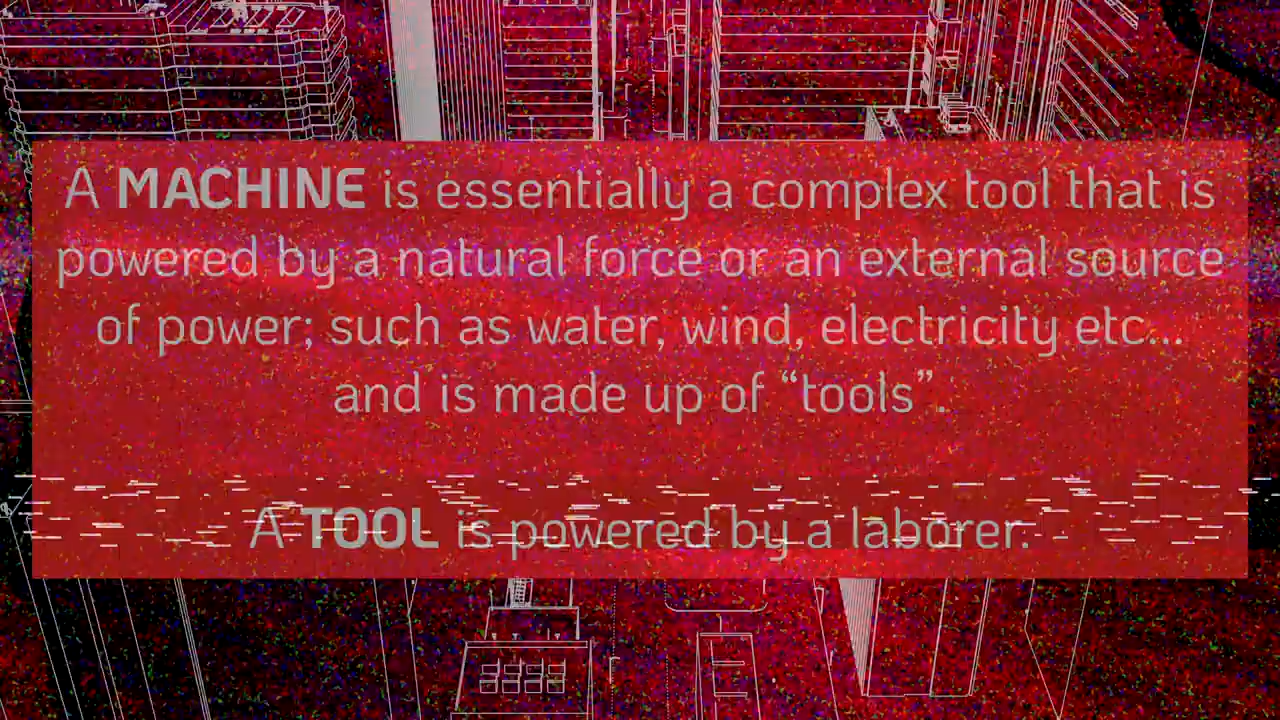 A MACHINE is essentially a complex tool that is
powered by a natural force or an external source
of power; such as water, wind, electricity etc...
and is made up of “tools”.
A TOOL is powered by a laborer.